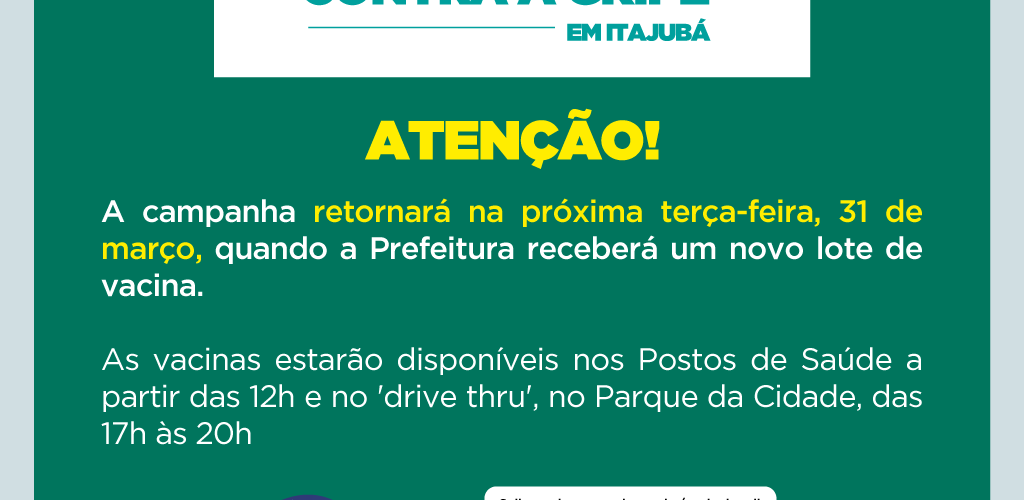 CONTRA A GRIPE
EM ITAJUBÁ
ATENÇÃO!
A campanha retornará na próxima terça-feira, 31 de
março, quando a Prefeitura receberá um novo lote de
vacina.
As vacinas estarão disponíveis nos Postos de Saúde a
partir das 12h e no 'drive thru', no Parque da Cidade, das
17h às 20h